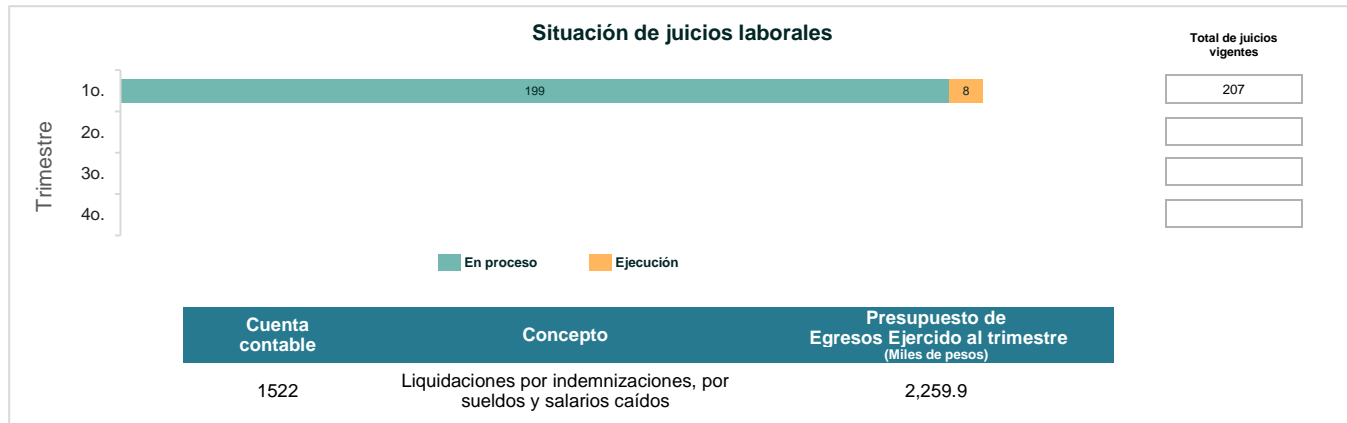 Situación de juicios laborales
Total de juicios
vigentes
Trimestre
1o.
199
8
207
2o.
3o.
4o.
En proceso
Ejecución
Cuenta
contable
Concepto
Presupuesto de
Egresos Ejercido al trimestre
(Miles de pesos)
1522
Liquidaciones por indemnizaciones, por
sueldos y salarios caídos
2,259.9